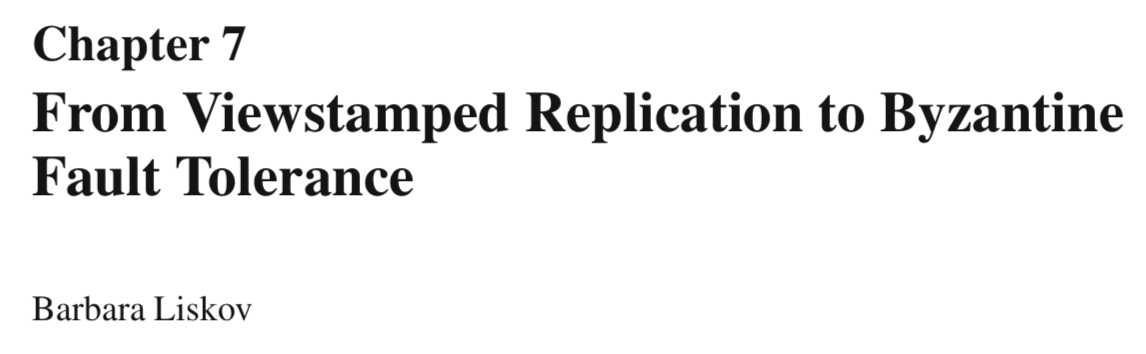 Chapter 7
From Viewstamped Replication to Byzantine
Fault Tolerance
Barbara Liskov